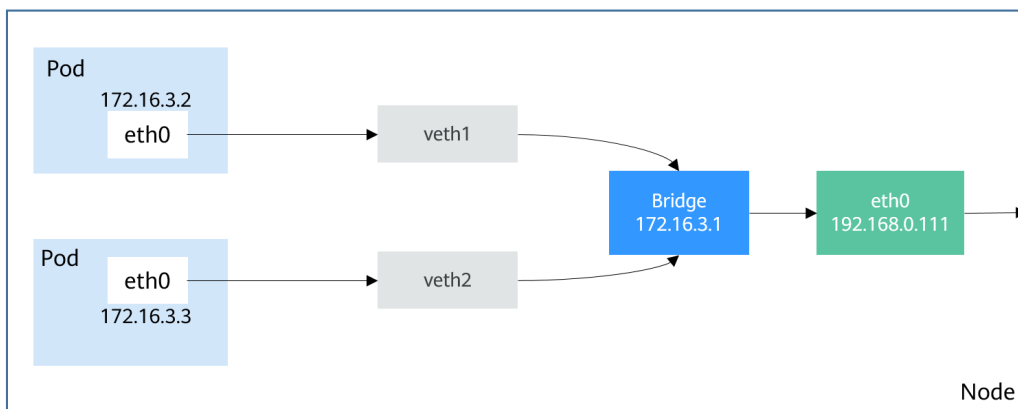 Pod
172.16.3.2
eth0
veth1
Bridge
172.16.3.1
eth0
192.168.0.111
Pod
eth0
172.16.3.3
veth2
Node